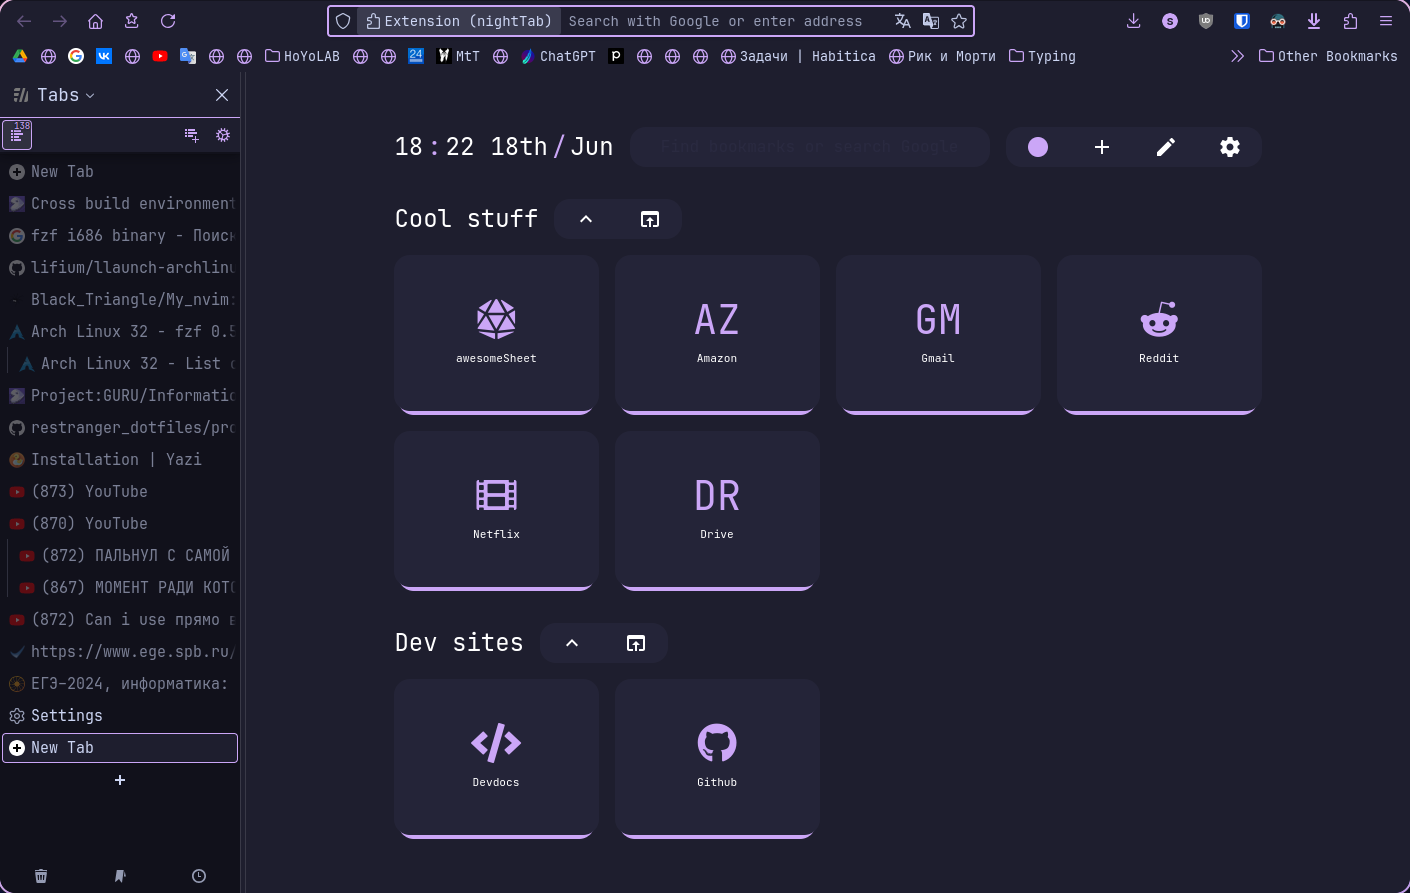 Extension (nightTab) Search with Google or enter address
HoYoLAB 24 MtT ChatGPT p Задачи | Habitica Рик и Морти Typing Other Bookmarks
Tabs
138
New Tab
Cross build environment
fzf i686 binary - Поиск
lifium/llaunch-archlinu
Black_Triangle/My_nvim:
Arch Linux 32 - fzf 0.5
Arch Linux 32 - List o
Project:GURU/Informatio
restranger_dotfiles/pro
Installation | Yazi
(873) YouTube
(870) YouTube
(872) ПАЛЬНУЛ С САМОЙ
(867) МОМЕНТ РАДИ КОТО
(872) Can i use прямо в
https://www.ege.spb.ru/
ЕГЭ–2024, информатика:
Settings
New Tab
18:22 18th/Jun Find bookmarks or search Google
Cool stuff
awesomeSheet
AZ
Amazon
GM
Gmail
Reddit
Netflix
DR
Drive
Dev sites
Devdocs
Github